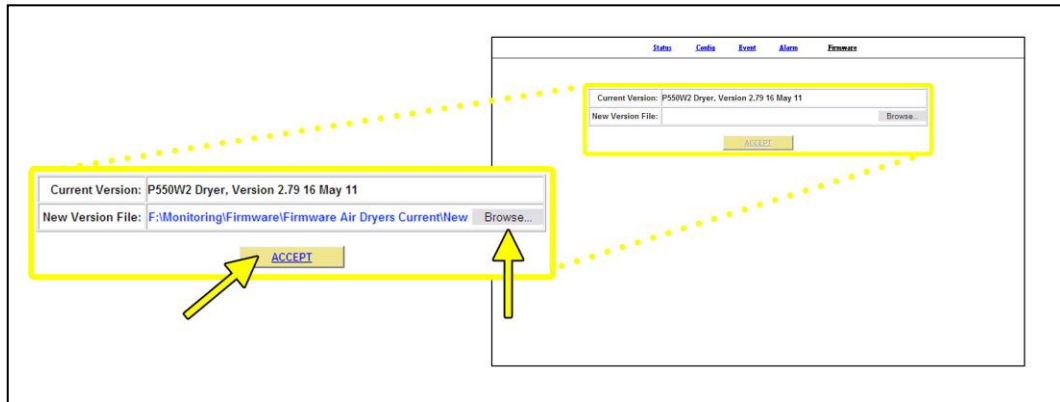 Status Config Event Alarm Firmware
Current Version: P550W2 Dryer, Version 2.79 16 May 11
New Version File: Browse...
ACCEPT
Current Version: P550W2 Dryer, Version 2.79 16 May 11
New Version File: F:\Monitoring\Firmware\Firmware Air Dryers Current\New Browse...
ACCEPT